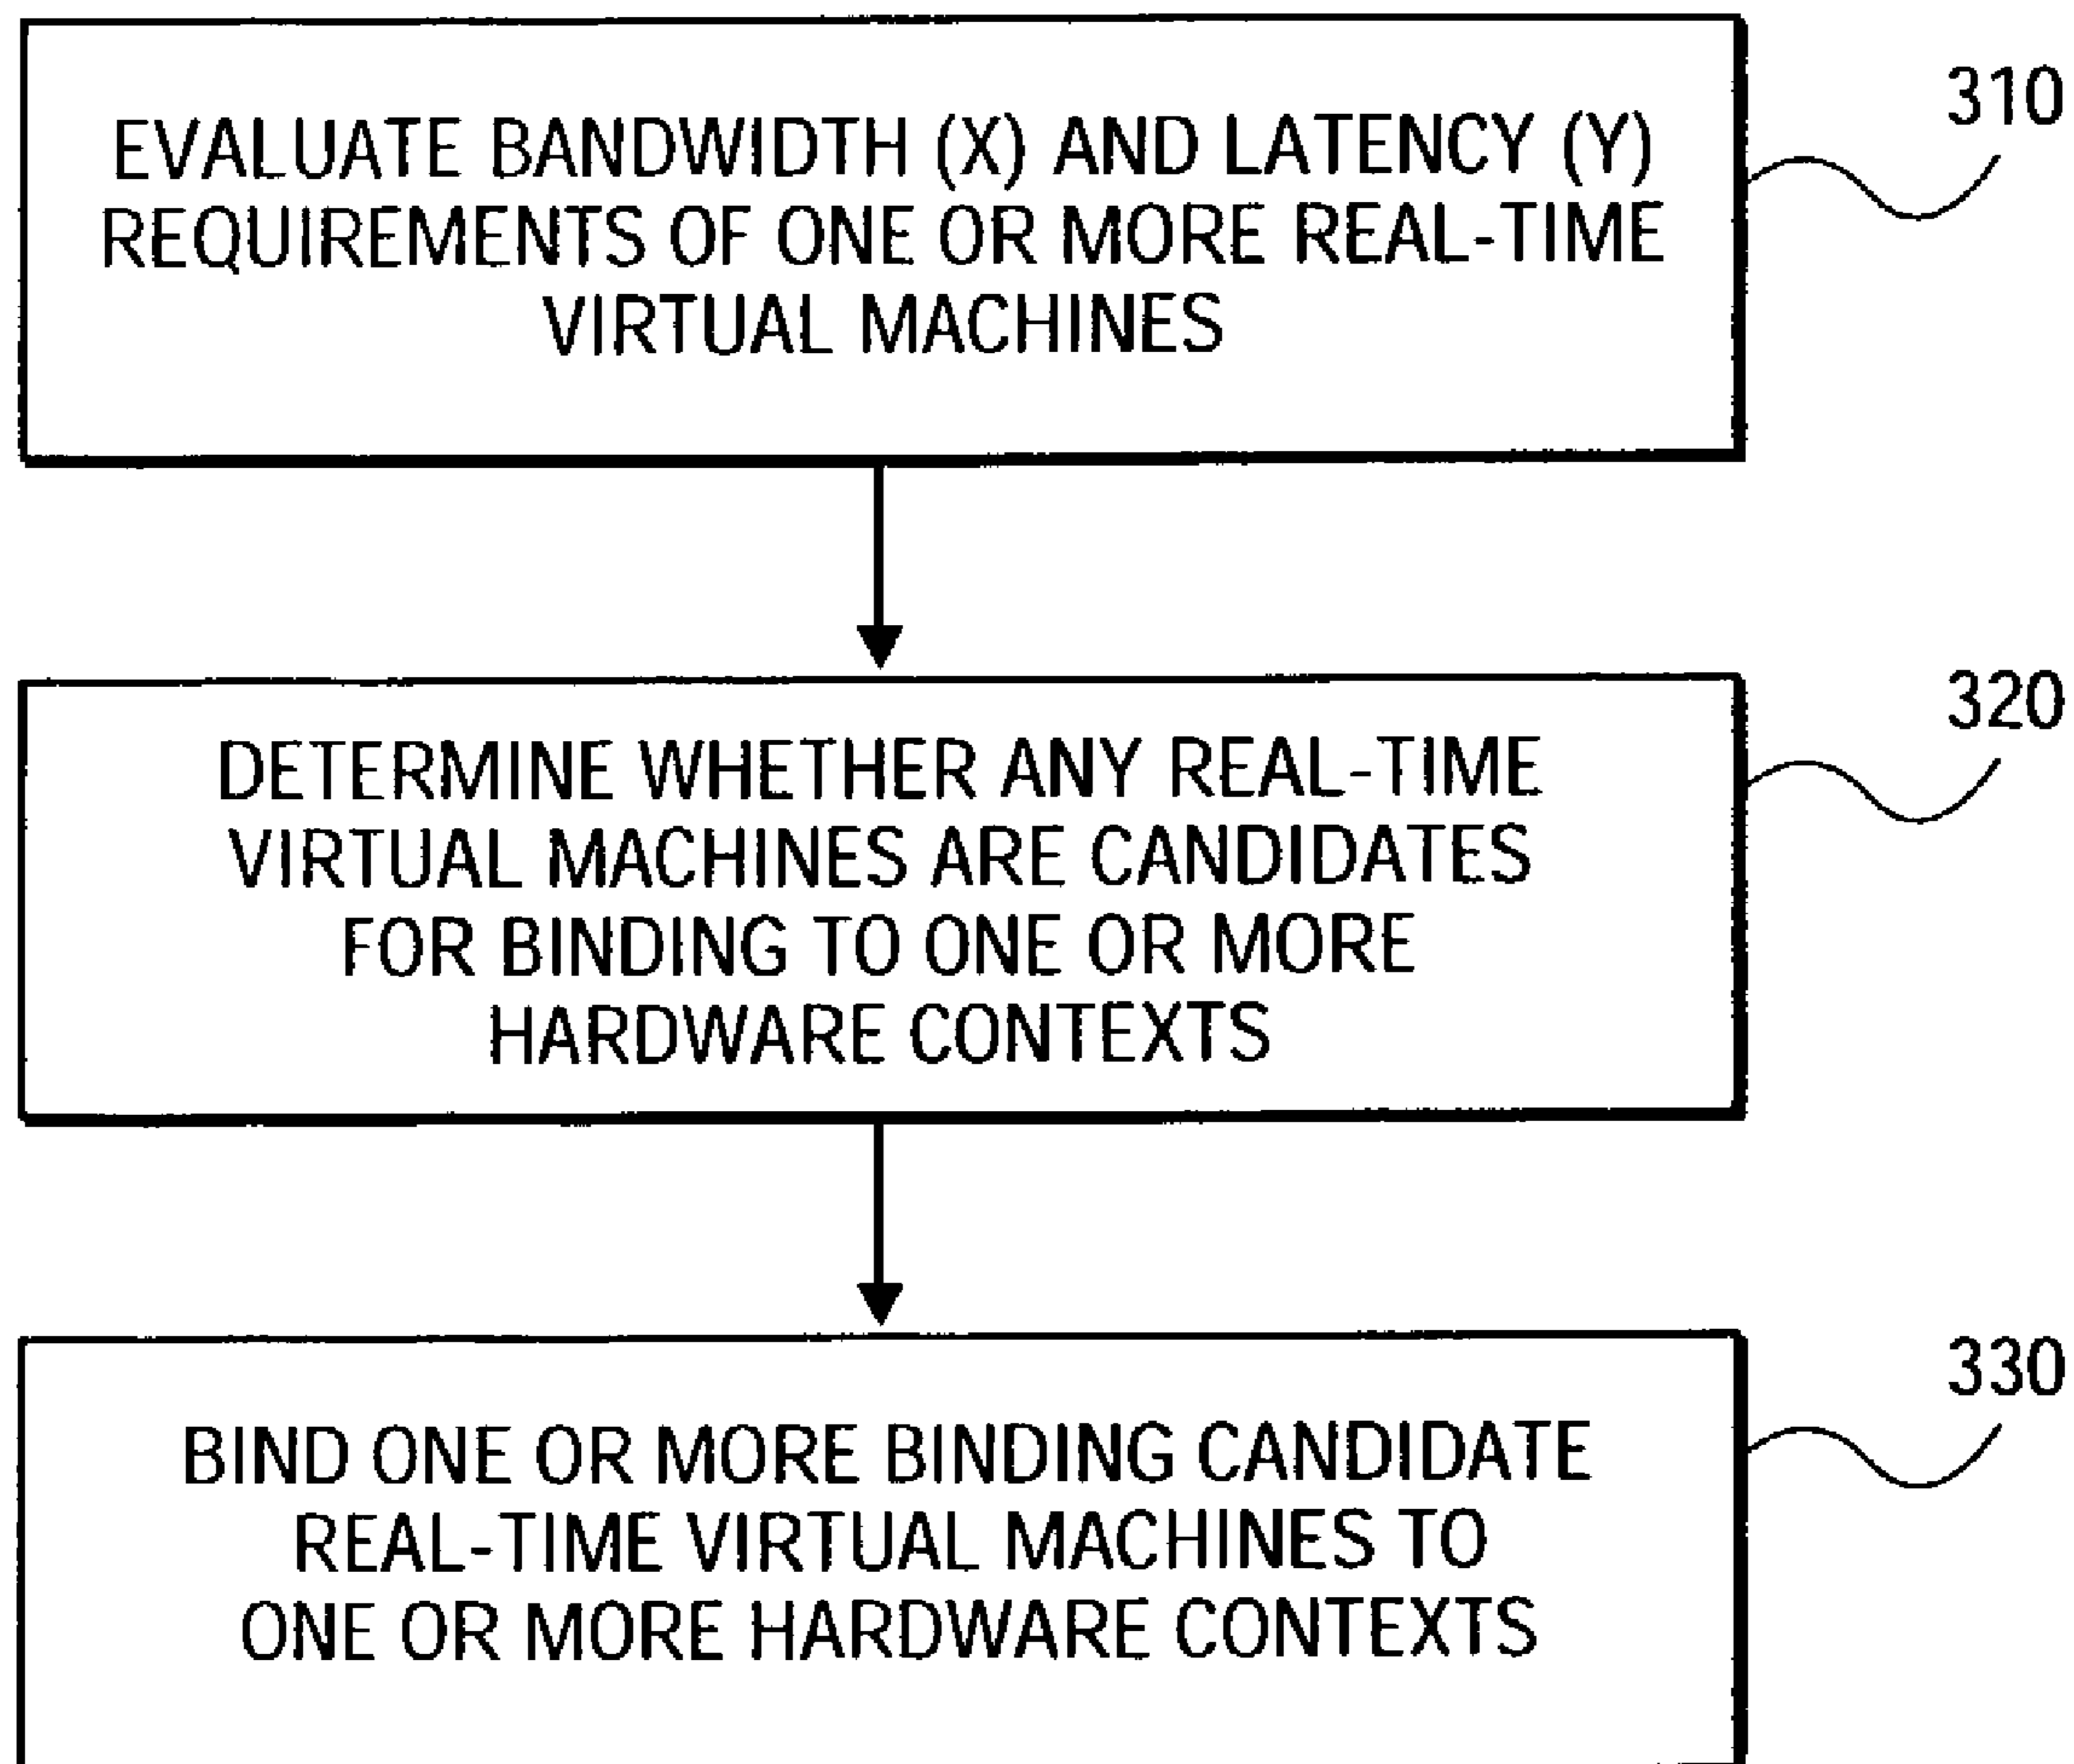 310
EVALUATE BANDWIDTH (X) AND LATENCY (Y)
REQUIREMENTS OF ONE OR MORE REAL-TIME
VIRTUAL MACHINES
320
DETERMINE WHETHER ANY REAL-TIME
VIRTUAL MACHINES ARE CANDIDATES
FOR BINDING TO ONE OR MORE
HARDWARE CONTEXTS
330
BIND ONE OR MORE BINDING CANDIDATE
REAL-TIME VIRTUAL MACHINES TO
ONE OR MORE HARDWARE CONTEXTS